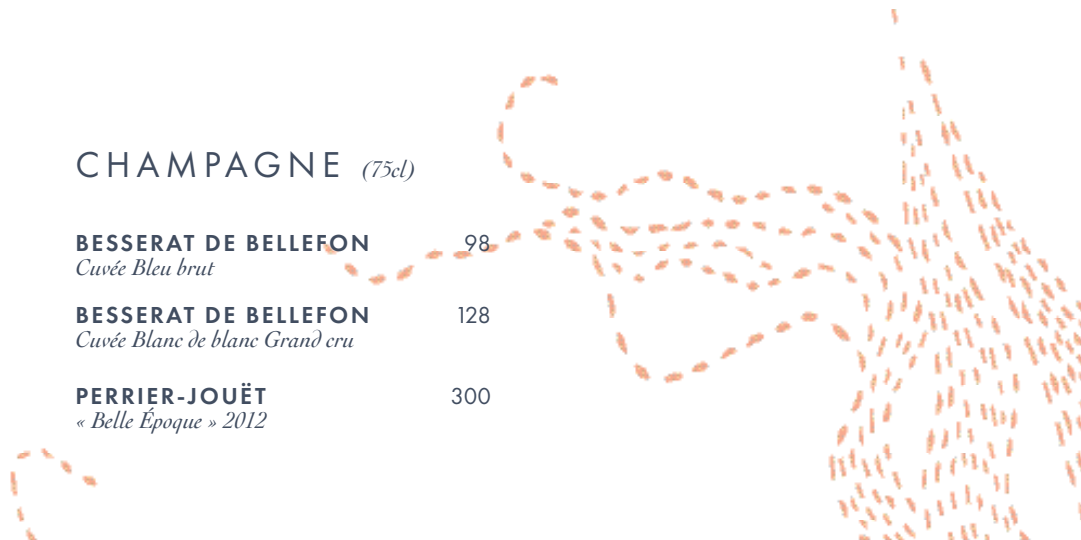 CHAMPAGNE (75cl)
BESSERAT DE BELLEFON 98
Cuvée Bleu brut
BESSERAT DE BELLEFON 128
Cuvée Blanc de blanc Grand cru
PERRIER-JOUËT 300
« Belle Époque » 2012